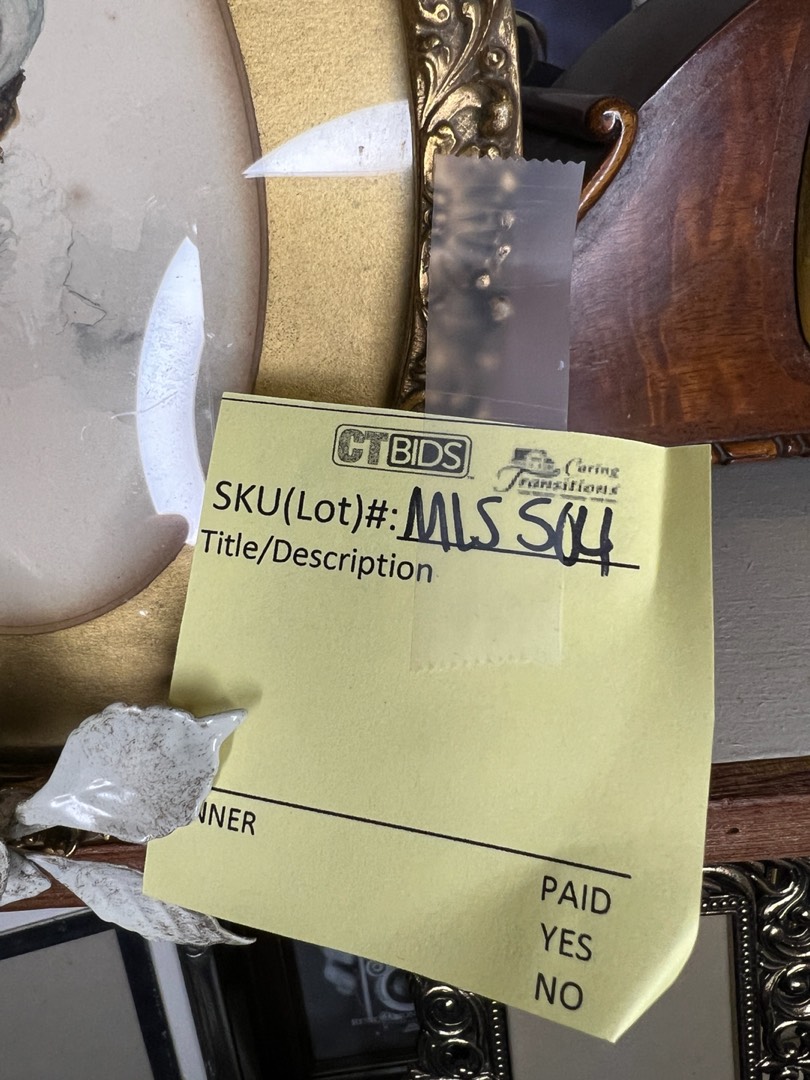 CTBIDS
Caring Transitions
SKU(Lot)#: MLS 504
Title/Description
NNER
PAID
YES
NO